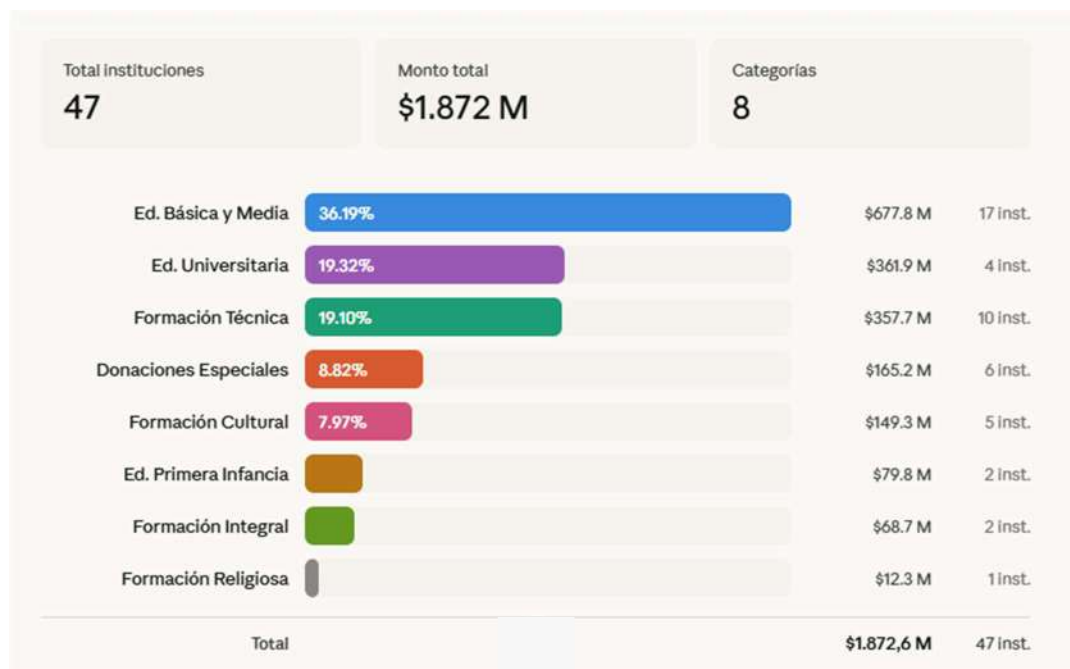 Total instituciones Monto total Categorías
47 $1.872 M 8
Ed. Básica y Media 36.19% $677.8 M 17 inst.
Ed. Universitaria 19.32% $361.9 M 4 inst.
Formación Técnica 19.10% $357.7 M 10 inst.
Donaciones Especiales 8.82% $165.2 M 6 inst.
Formación Cultural 7.97% $149.3 M 5 inst.
Ed. Primera Infancia $79.8 M 2 inst.
Formación Integral $68.7 M 2 inst.
Formación Religiosa $12.3 M 1 inst.
Total $1.872,6 M 47 inst.